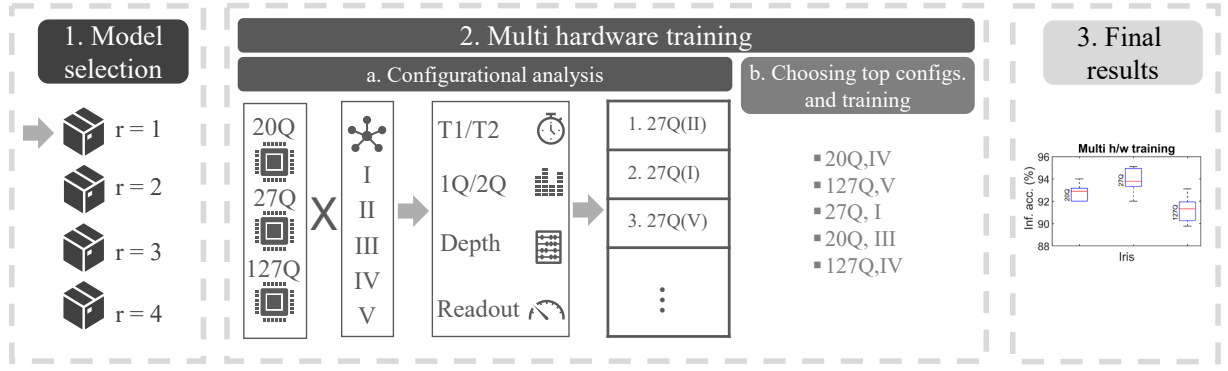 1. Model
selection
r = 1
r = 2
r = 3
r = 4
2. Multi hardware training
a. Configurational analysis
20Q
27Q
127Q
X
I
II
III
IV
V
T1/T2
1Q/2Q
Depth
Readout
1. 27Q(II)
2. 27Q(I)
3. 27Q(V)
b. Choosing top configs.
and training
20Q,IV
127Q,V
27Q, I
20Q, III
127Q,IV
3. Final
results
Multi h/w training
Inf. acc. (%)
96
94
92
90
88
20Q
27Q
127Q
Iris